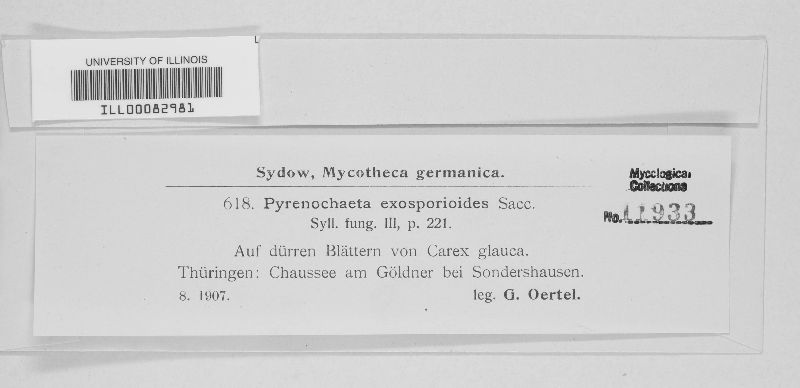 UNIVERSITY OF ILLINOIS
ILL00082981
Sydow, Mycotheca germanica.
618. Pyrenochaeta exosporioides Sacc.
Syll. fung. III, p. 221.
Auf dürren Blättern von Carex glauca.
Thüringen: Chaussee am Göldner bei Sondershausen.
8. 1907. leg. G. Oertel.
Mycological
Collections
No. 11933